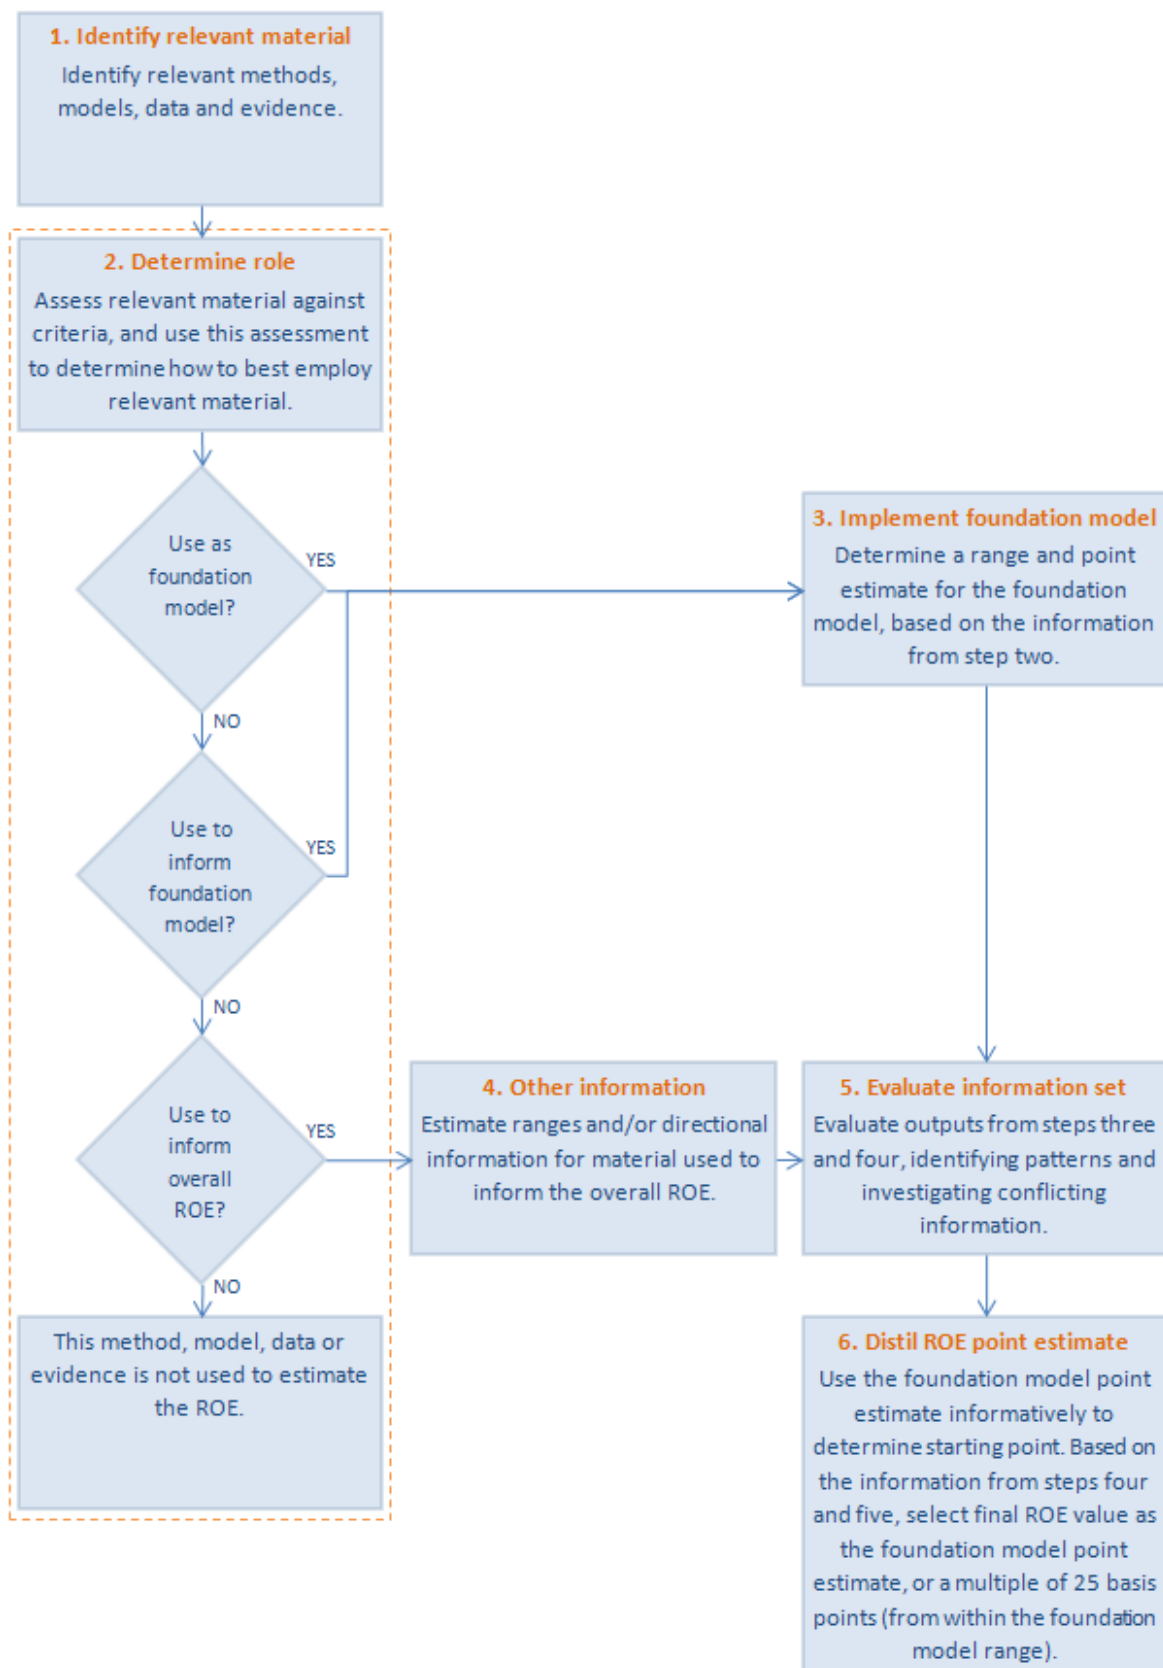 1. Identify relevant material
Identify relevant methods,
models, data and evidence.
2. Determine role
Assess relevant material against
criteria, and use this assessment
to determine how to best employ
relevant material.
Use as
foundation
model?
YES
NO
3. Implement foundation model
Determine a range and point
estimate for the foundation
model, based on the information
from step two.
Use to
inform
foundation
model?
YES
NO
Use to
inform
overall
ROE?
YES
NO
4. Other information
Estimate ranges and/or directional
information for material used to
inform the overall ROE.
5. Evaluate information set
Evaluate outputs from steps three
and four, identifying patterns and
investigating conflicting
information.
This method, model, data or
evidence is not used to estimate
the ROE.
6. Distil ROE point estimate
Use the foundation model point
estimate informatively to
determine starting point. Based on
the information from steps four
and five, select final ROE value as
the foundation model point
estimate, or a multiple of 25 basis
points (from within the foundation
model range).